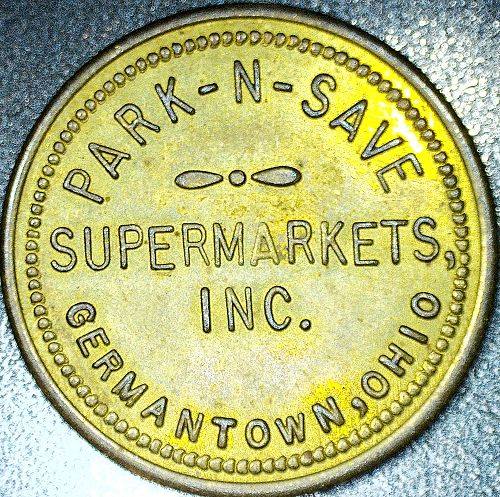 PARK-N-SAVE
SUPERMARKETS,
INC.
GERMANTOWN, OHIO